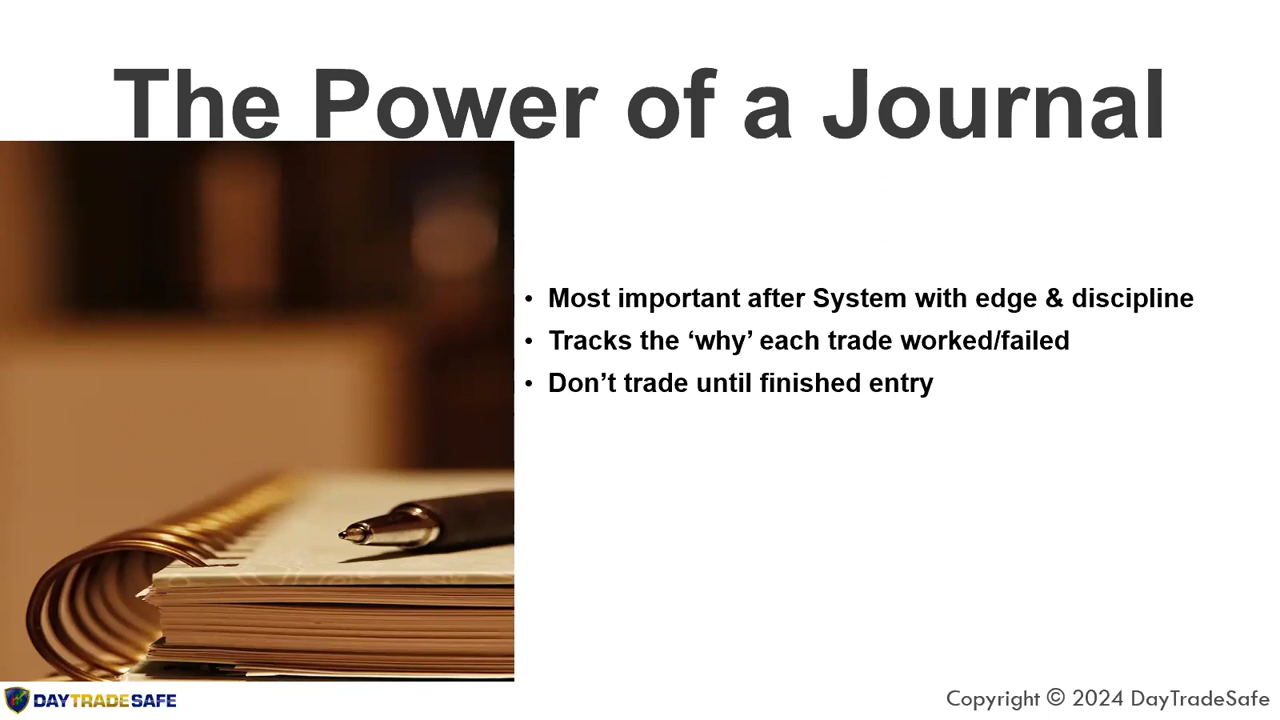 The Power of a Journal
• Most important after System with edge & discipline
• Tracks the ‘why’ each trade worked/failed
• Don’t trade until finished entry
DAYTRADESAFE
Copyright © 2024 DayTradeSafe